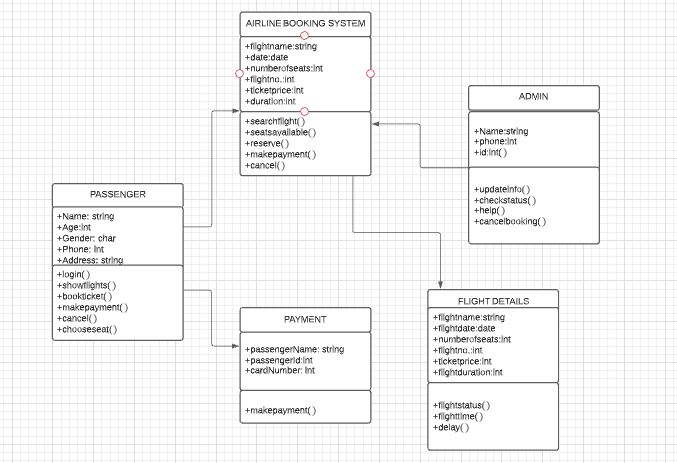 AIRLINE BOOKING SYSTEM
+flightname:string
+date:date
+numberofseats:int
+flightno.:int
+ticketprice:int
+duration:int
+searchflight()
+seatsavailable()
+reserve()
+makepayment()
+cancel()
ADMIN
+Name:string
+phone:int
+id:int()
+updateinfo()
+checkstatus()
+help()
+cancelbooking()
PASSENGER
+Name: string
+Age:int
+Gender: char
+Phone: int
+Address: string
+login()
+showflights()
+bookticket()
+makepayment()
+cancel()
+chooseseat()
PAYMENT
+passengerName: string
+passengerid:int
+cardNumber: int
+makepayment()
FLIGHT DETAILS
+flightname:string
+flightdate:date
+numberofseats:int
+flightno.:int
+ticketprice:int
+flightduration:int
+flightstatus()
+flighttime()
+delay()